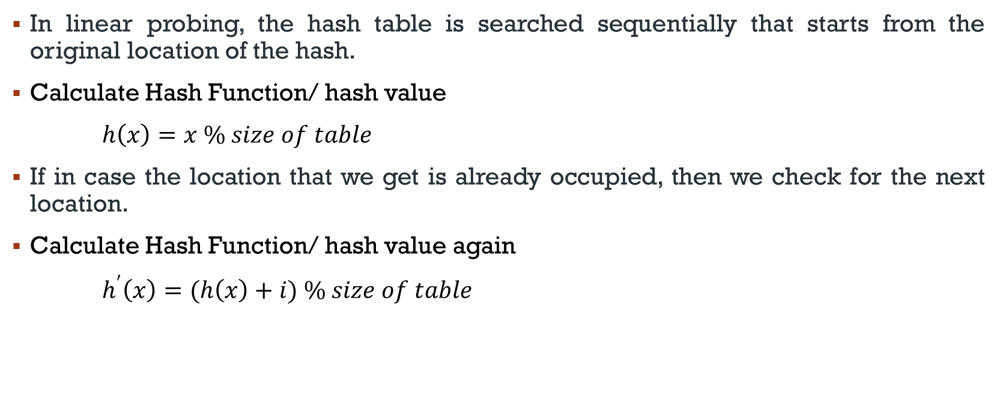 ▪ In linear probing, the hash table is searched sequentially that starts from the
original location of the hash.
▪ Calculate Hash Function/ hash value
h(x) = x % size of table
▪ If in case the location that we get is already occupied, then we check for the next
location.
▪ Calculate Hash Function/ hash value again
h′(x) = (h(x) + i) % size of table